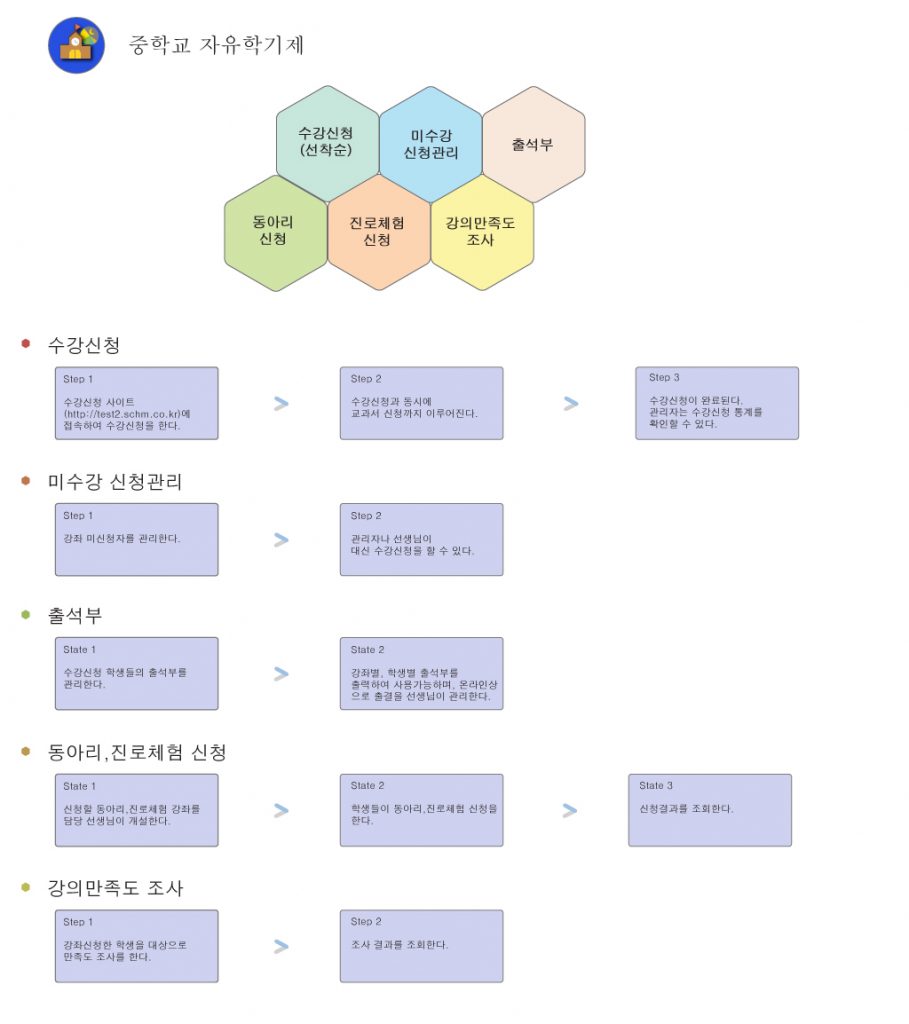 중학교 자유학기제
수강신청
(선착순)
미수강
신청관리
출석부
동아리
신청
진로체험
신청
강의만족도
조사
수강신청
Step 1
수강신청 사이트
(http://test2.schm.co.kr)에
접속하여 수강신청을 한다.
>
Step 2
수강신청과 동시에
교과서 신청까지 이루어진다.
>
Step 3
수강신청이 완료된다.
관리자는 수강신청 통계를
확인할 수 있다.
미수강 신청관리
Step 1
강좌 미신청자를 관리한다.
>
Step 2
관리자나 선생님이
대신 수강신청을 할 수 있다.
출석부
State 1
수강신청 학생들의 출석부를
관리한다.
>
State 2
강좌별, 학생별 출석부를
출력하여 사용가능하며, 온라인상
으로 출결을 선생님이 관리한다.
동아리,진로체험 신청
State 1
신청할 동아리,진로체험 강좌를
담당 선생님이 개설한다.
>
State 2
학생들이 동아리,진로체험 신청을
한다.
>
State 3
신청결과를 조회한다.
강의만족도 조사
Step 1
강좌신청한 학생을 대상으로
만족도 조사를 한다.
>
Step 2
조사 결과를 조회한다.